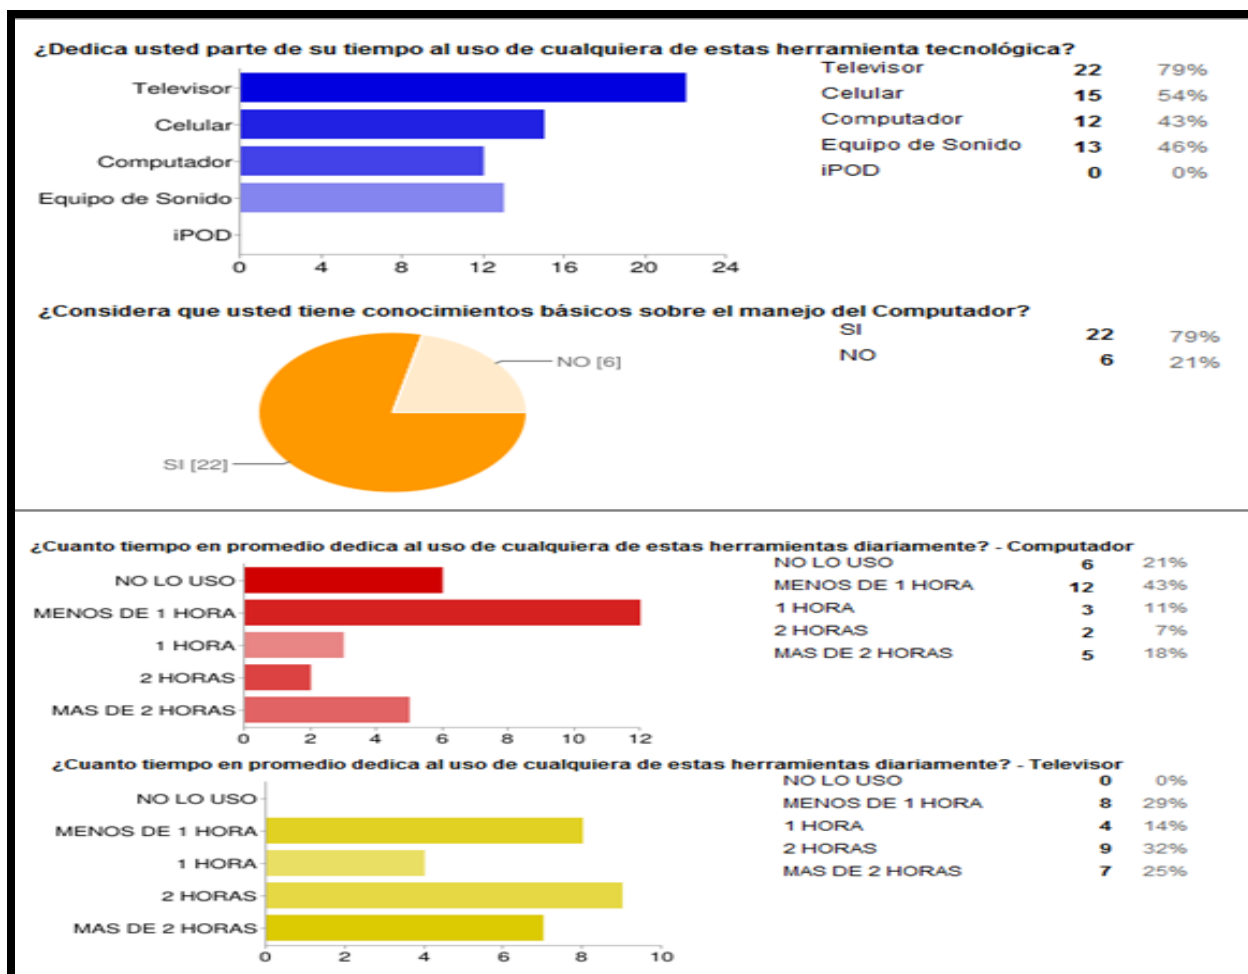 ¿Dedica usted parte de su tiempo al uso de cualquiera de estas herramienta tecnológica?
Televisor
Celular
Computador
Equipo de Sonido
iPOD
0 4 8 12 16 20 24
Televisor 22 79%
Celular 15 54%
Computador 12 43%
Equipo de Sonido 13 46%
iPOD 0 0%
¿Considera que usted tiene conocimientos básicos sobre el manejo del Computador?
NO [6]
SI [22]
SI 22 79%
NO 6 21%
¿Cuanto tiempo en promedio dedica al uso de cualquiera de estas herramientas diariamente? - Computador
NO LO USO
MENOS DE 1 HORA
1 HORA
2 HORAS
MAS DE 2 HORAS
0 2 4 6 8 10 12
NO LO USO 6 21%
MENOS DE 1 HORA 12 43%
1 HORA 3 11%
2 HORAS 2 7%
MAS DE 2 HORAS 5 18%
¿Cuanto tiempo en promedio dedica al uso de cualquiera de estas herramientas diariamente? - Televisor
NO LO USO
MENOS DE 1 HORA
1 HORA
2 HORAS
MAS DE 2 HORAS
0 2 4 6 8 10
NO LO USO 0 0%
MENOS DE 1 HORA 8 29%
1 HORA 4 14%
2 HORAS 9 32%
MAS DE 2 HORAS 7 25%